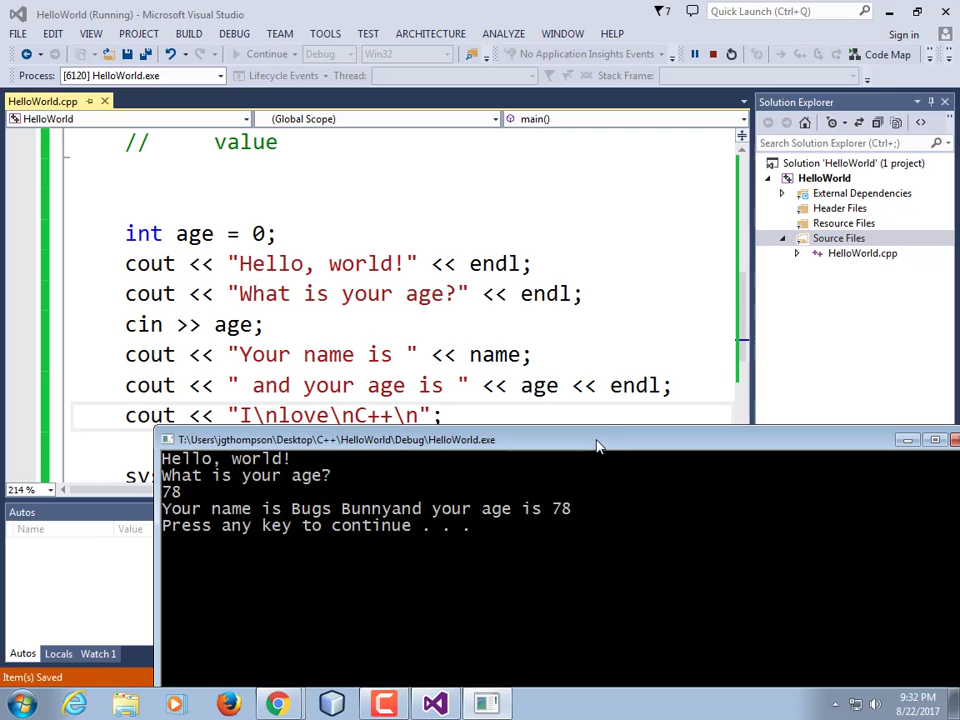 HelloWorld (Running) - Microsoft Visual Studio
7
Quick Launch (Ctrl+Q)
FILE EDIT VIEW PROJECT BUILD DEBUG TEAM TOOLS TEST ARCHITECTURE ANALYZE WINDOW HELP
Sign in
Continue Debug Win32 No Application Insights Events Code Map
Process: [6120] HelloWorld.exe Lifecycle Events Thread: Stack Frame:
HelloWorld.cpp
HelloWorld (Global Scope) main()
// value
int age = 0;
cout << "Hello, world!" << endl;
cout << "What is your age?" << endl;
cin >> age;
cout << "Your name is " << name;
cout << " and your age is " << age << endl;
cout << "I\nlove\nC++\n";
214 %
Solution Explorer
Search Solution Explorer (Ctrl+;)
Solution 'HelloWorld' (1 project)
HelloWorld
External Dependencies
Header Files
Resource Files
Source Files
HelloWorld.cpp
T:\Users\jgthompson\Desktop\C++\HelloWorld\Debug\HelloWorld.exe
Hello, world!
What is your age?
78
Your name is Bugs Bunnyand your age is 78
Press any key to continue . . .
Autos
Name Value
Autos Locals Watch 1
Item(s) Saved
9:32 PM
8/22/2017